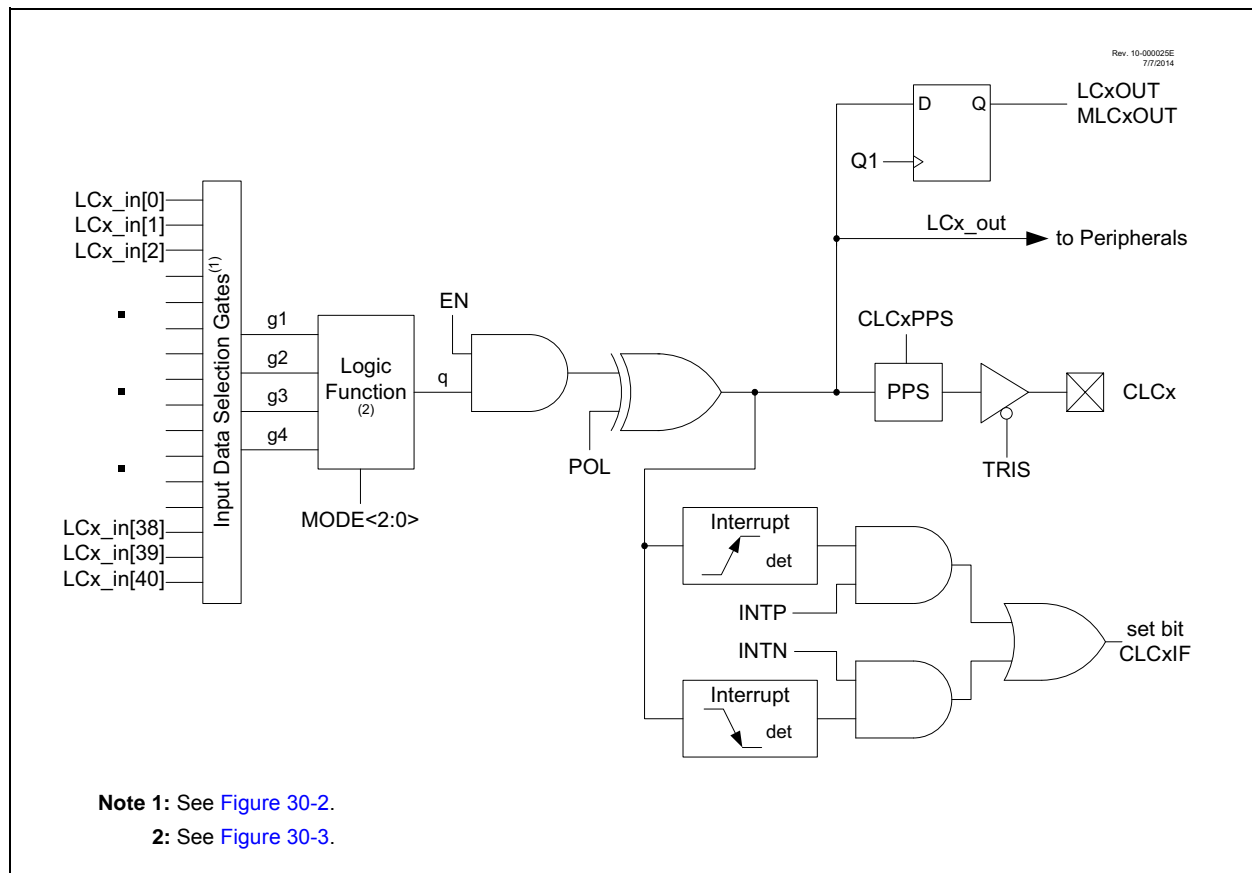 Rev. 10-000025E
7/7/2014
LCxOUT
MLCxOUT
D Q
Q1
LCx_out
to Peripherals
LCx_in[0]
LCx_in[1]
LCx_in[2]
LCx_in[38]
LCx_in[39]
LCx_in[40]
Input Data Selection Gates(1)
g1
g2
g3
g4
Logic
Function
(2)
MODE<2:0>
q
EN
POL
CLCxPPS
PPS
TRIS
CLCx
Interrupt
det
INTP
INTN
Interrupt
det
set bit
CLCxIF
Note 1: See Figure 30-2.
2: See Figure 30-3.